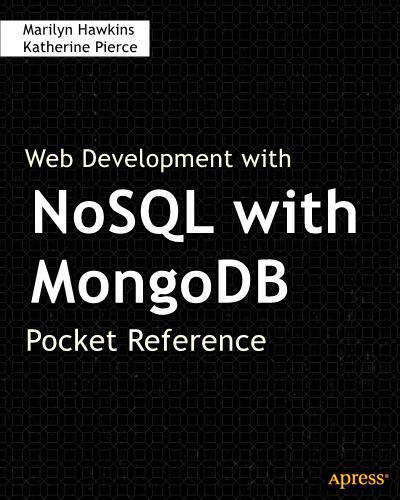 Marilyn Hawkins
Katherine Pierce
Web Development with
NoSQL with
MongoDB
Pocket Reference
Apress®